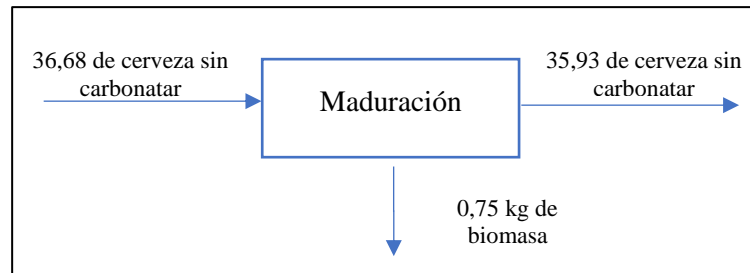 36,68 de cerveza sin
carbonatar
Maduración
35,93 de cerveza sin
carbonatar
0,75 kg de
biomasa